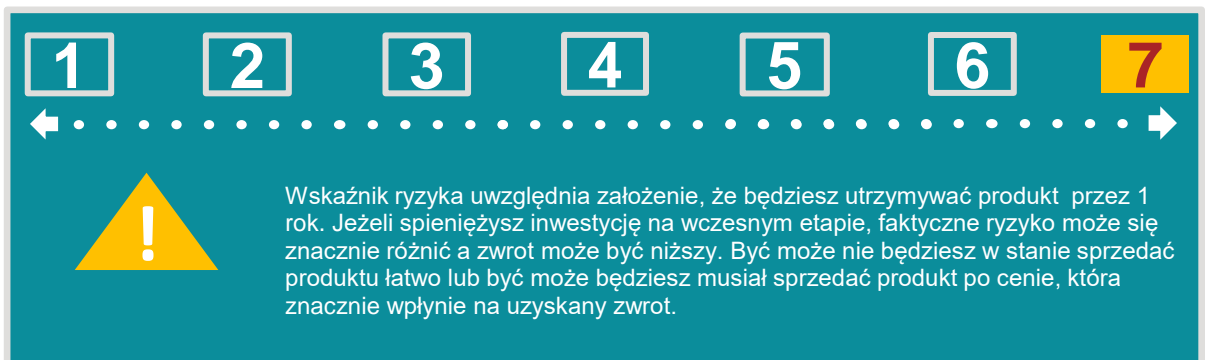 1 2 3 4 5 6 7
!
Wskaźnik ryzyka uwzględnia założenie, że będziesz utrzymywać produkt przez 1
rok. Jeżeli spieniężysz inwestycję na wczesnym etapie, faktyczne ryzyko może się
znacznie różnić a zwrot może być niższy. Być może nie będziesz w stanie sprzedać
produktu łatwo lub być może będziesz musiał sprzedać produkt po cenie, która
znacznie wpłynie na uzyskany zwrot.